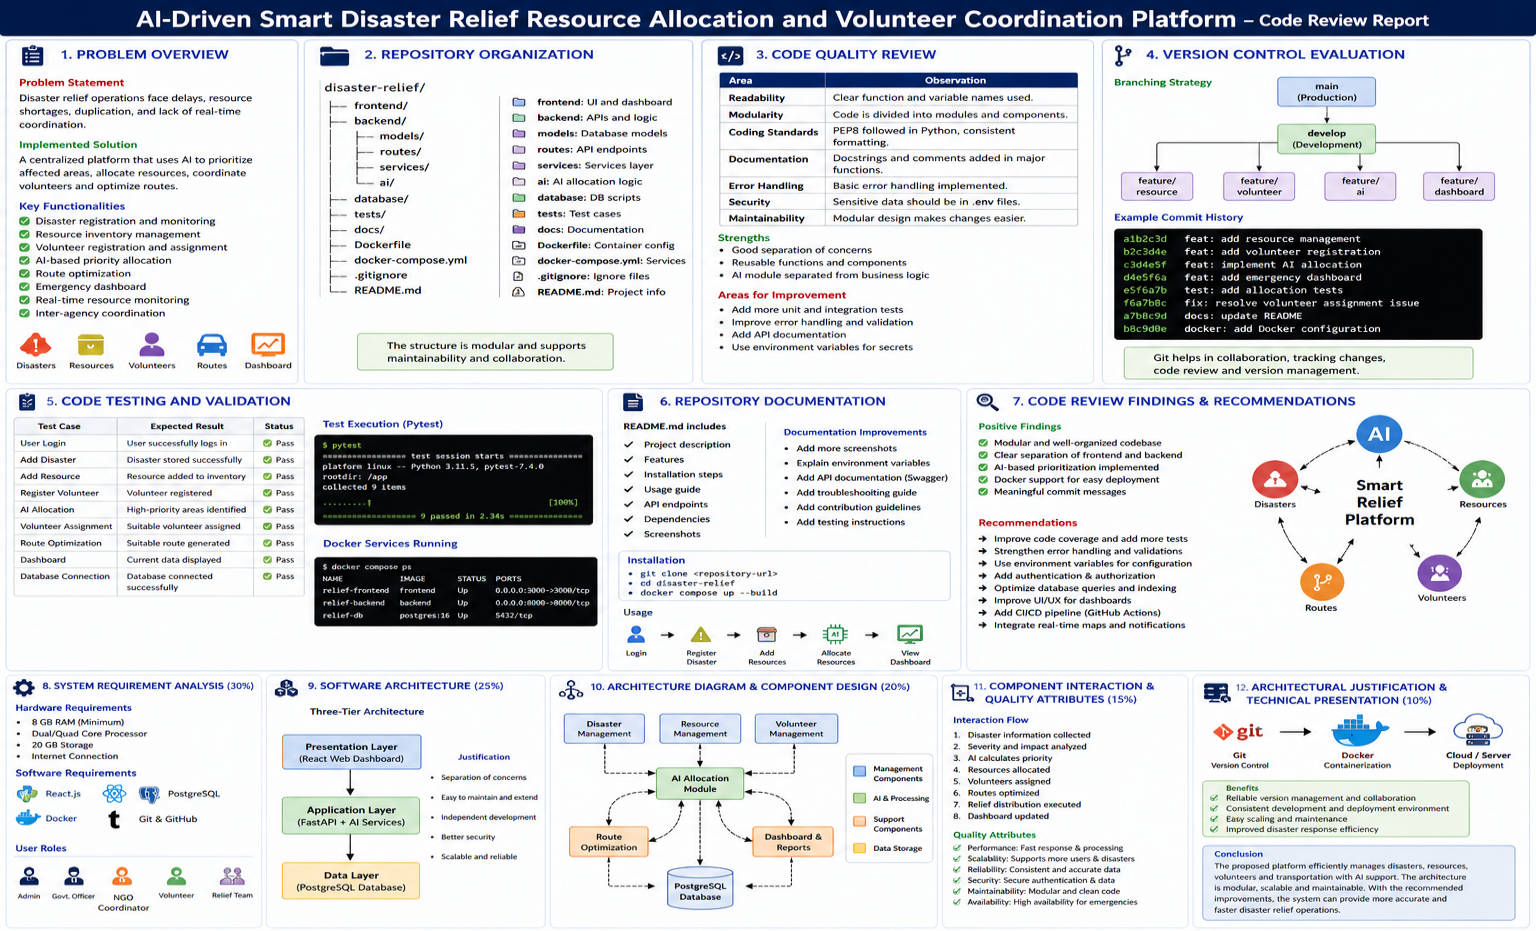 AI-Driven Smart Disaster Relief Resource Allocation and Volunteer Coordination Platform – Code Review Report
1. PROBLEM OVERVIEW
Problem Statement
Disaster relief operations face delays, resource
shortages, duplication, and lack of real-time
coordination.
Implemented Solution
A centralized platform that uses AI to prioritize
affected areas, allocate resources, coordinate
volunteers and optimize routes.
Key Functionalities
Disaster registration and monitoring
Resource inventory management
Volunteer registration and assignment
AI-based priority allocation
Route optimization
Emergency dashboard
Real-time resource monitoring
Inter-agency coordination
Disasters Resources Volunteers Routes Dashboard
2. REPOSITORY ORGANIZATION
disaster-relief/
frontend/
backend/
models/
routes/
services/
ai/
database/
tests/
docs/
Dockerfile
docker-compose.yml
.gitignore
README.md
frontend: UI and dashboard
backend: APIs and logic
models: Database models
routes: API endpoints
services: Services layer
ai: AI allocation logic
database: DB scripts
tests: Test cases
docs: Documentation
Dockerfile: Container config
docker-compose.yml: Services
.gitignore: Ignore files
README.md: Project info
The structure is modular and supports
maintainability and collaboration.
</> 3. CODE QUALITY REVIEW
Area Observation
Readability Clear function and variable names used.
Modularity Code is divided into modules and components.
Coding Standards PEP8 followed in Python, consistent
formatting.
Documentation Docstrings and comments added in major
functions.
Error Handling Basic error handling implemented.
Security Sensitive data should be in .env files.
Maintainability Modular design makes changes easier.
Strengths
• Good separation of concerns
• Reusable functions and components
• AI module separated from business logic
Areas for Improvement
• Add more unit and integration tests
• Improve error handling and validation
• Add API documentation
• Use environment variables for secrets
4. VERSION CONTROL EVALUATION
Branching Strategy
main
(Production)
develop
(Development)
feature/
resource
feature/
volunteer
feature/
ai
feature/
dashboard
Example Commit History
a1b2c3d feat: add resource management
b2c3d4e feat: add volunteer registration
c3d4e5f feat: implement AI allocation
d4e5f6a feat: add emergency dashboard
e5f6a7b test: add allocation tests
f6a7b8c fix: resolve volunteer assignment issue
a7b8c9d docs: update README
b8c9d0e docker: add Docker configuration
Git helps in collaboration, tracking changes,
code review and version management.
5. CODE TESTING AND VALIDATION
Test Case Expected Result Status
User Login User successfully logs in Pass
Add Disaster Disaster stored successfully Pass
Add Resource Resource added to inventory Pass
Register Volunteer Volunteer registered Pass
AI Allocation High-priority areas identified Pass
Volunteer Assignment Suitable volunteer assigned Pass
Route Optimization Suitable route generated Pass
Dashboard Current data displayed Pass
Database Connection Database connected
successfully Pass
Test Execution (Pytest)
$ pytest
================ test session starts ===============
platform linux -- Python 3.11.5, pytest-7.4.0
rootdir: /app
collected 9 items
......... [100%]
=================== 9 passed in 2.34s ===============
Docker Services Running
$ docker compose ps
NAME IMAGE STATUS PORTS
relief-frontend frontend Up 0.0.0.0:3000->3000/tcp
relief-backend backend Up 0.0.0.0:8000->8000/tcp
relief-db postgres:16 Up 5432/tcp
6. REPOSITORY DOCUMENTATION
README.md includes
Project description
Features
Installation steps
Usage guide
API endpoints
Dependencies
Screenshots
Documentation Improvements
• Add more screenshots
• Explain environment variables
• Add API documentation (Swagger)
• Add troubleshooting guide
• Add contribution guidelines
• Add testing instructions
Installation
• git clone <repository-url>
• cd disaster-relief
• docker compose up --build
Usage
AI
Login
Register
Disaster
Add
Resources
Allocate
Resources
View
Dashboard
7. CODE REVIEW FINDINGS & RECOMMENDATIONS
Positive Findings
Modular and well-organized codebase
Clear separation of frontend and backend
AI-based prioritization implemented
Docker support for easy deployment
Meaningful commit messages
Recommendations
Improve code coverage and add more tests
Strengthen error handling and validations
Use environment variables for configuration
Add authentication & authorization
Optimize database queries and indexing
Improve UI/UX for dashboards
Add CI/CD pipeline (GitHub Actions)
Integrate real-time maps and notifications
AI
Disasters
Smart
Relief
Platform
Resources
Routes
Volunteers
8. SYSTEM REQUIREMENT ANALYSIS (30%)
Hardware Requirements
• 8 GB RAM (Minimum)
• Dual/Quad Core Processor
• 20 GB Storage
• Internet Connection
Software Requirements
React.js PostgreSQL
Docker t Git & GitHub
User Roles
Admin
Govt. Officer
NGO
Coordinator
Volunteer
Relief Team
9. SOFTWARE ARCHITECTURE (25%)
Three-Tier Architecture
Presentation Layer
(React Web Dashboard)
Application Layer
(FastAPI + AI Services)
Data Layer
(PostgreSQL Database)
Justification
• Separation of concerns
• Easy to maintain and extend
• Independent development
• Better security
• Scalable and reliable
10. ARCHITECTURE DIAGRAM & COMPONENT DESIGN (20%)
Disaster
Management
Resource
Management
Volunteer
Management
AI Allocation
Module
Route
Optimization
Dashboard &
Reports
PostgreSQL
Database
Management
Components
AI & Processing
Support
Components
Data Storage
11. COMPONENT INTERACTION &
QUALITY ATTRIBUTES (15%)
Interaction Flow
1. Disaster information collected
2. Severity and impact analyzed
3. AI calculates priority
4. Resources allocated
5. Volunteers assigned
6. Routes optimized
7. Relief distribution executed
8. Dashboard updated
Quality Attributes
Performance: Fast response & processing
Scalability: Supports more users & disasters
Reliability: Consistent and accurate data
Security: Secure authentication & data
Maintainability: Modular and clean code
Availability: High availability for emergencies
12. ARCHITECTURAL JUSTIFICATION &
TECHNICAL PRESENTATION (10%)
git
Git
Version Control
Docker
Containerization
Cloud / Server
Deployment
Benefits
Reliable version management and collaboration
Consistent development and deployment environment
Easy scaling and maintenance
Improved disaster response efficiency
Conclusion
The proposed platform efficiently manages disasters, resources,
volunteers and transportation with AI support. The architecture
is modular, scalable and maintainable. With the recommended
improvements, the system can provide more accurate and
faster disaster relief operations.